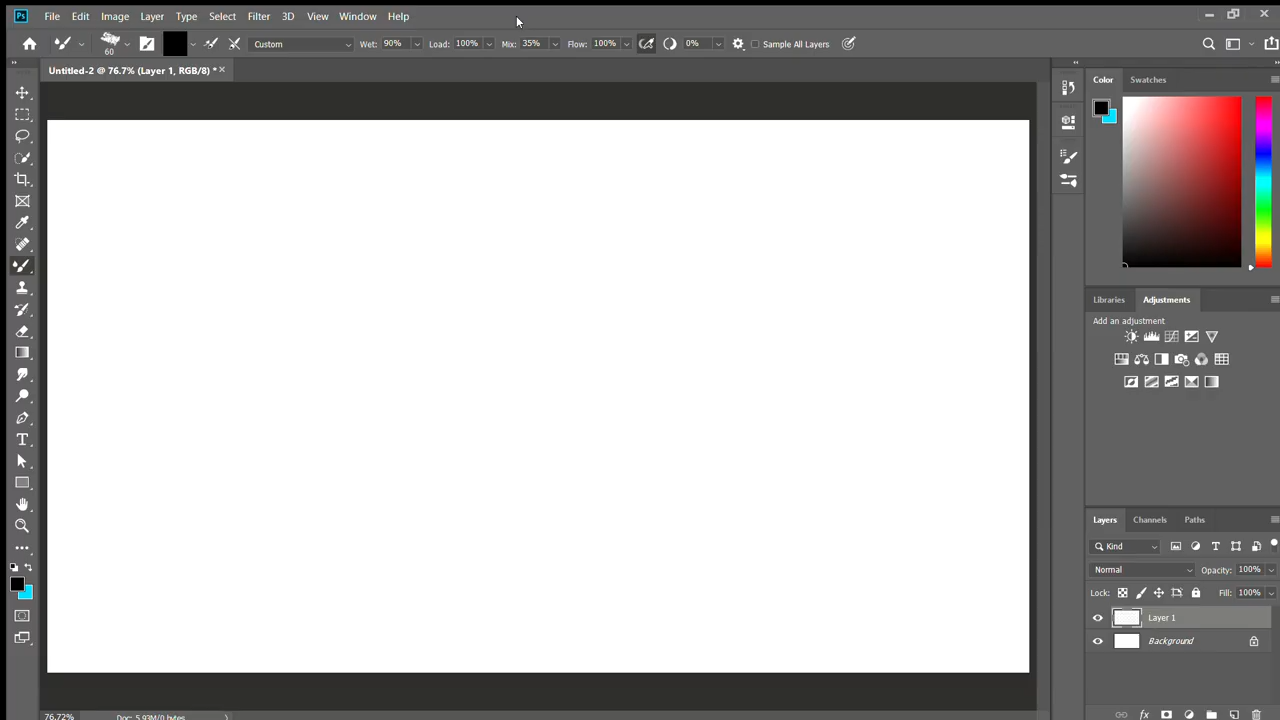 Ps File Edit Image Layer Type Select Filter 3D View Window Help
60 Custom Wet: 90% Load: 100% Mix: 35% Flow: 100% 0% Sample All Layers
Untitled-2 @ 76.7% (Layer 1, RGB/8) *
Color Swatches
Libraries Adjustments
Add an adjustment
Layers Channels Paths
Kind
Normal Opacity: 100%
Lock: Fill: 100%
Layer 1
Background
76.72% Doc: 5.93M/0 bytes